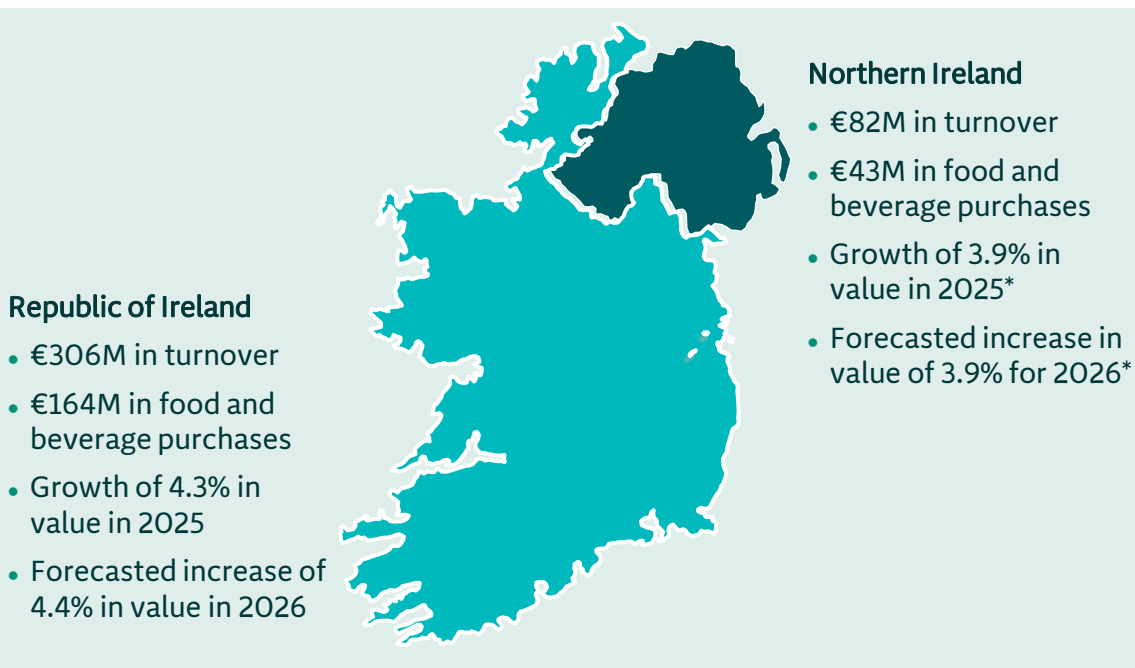 Northern Ireland
• €82M in turnover
• €43M in food and
beverage purchases
• Growth of 3.9% in
value in 2025*
• Forecasted increase in
value of 3.9% for 2026*
Republic of Ireland
• €306M in turnover
• €164M in food and
beverage purchases
• Growth of 4.3% in
value in 2025
• Forecasted increase of
4.4% in value in 2026